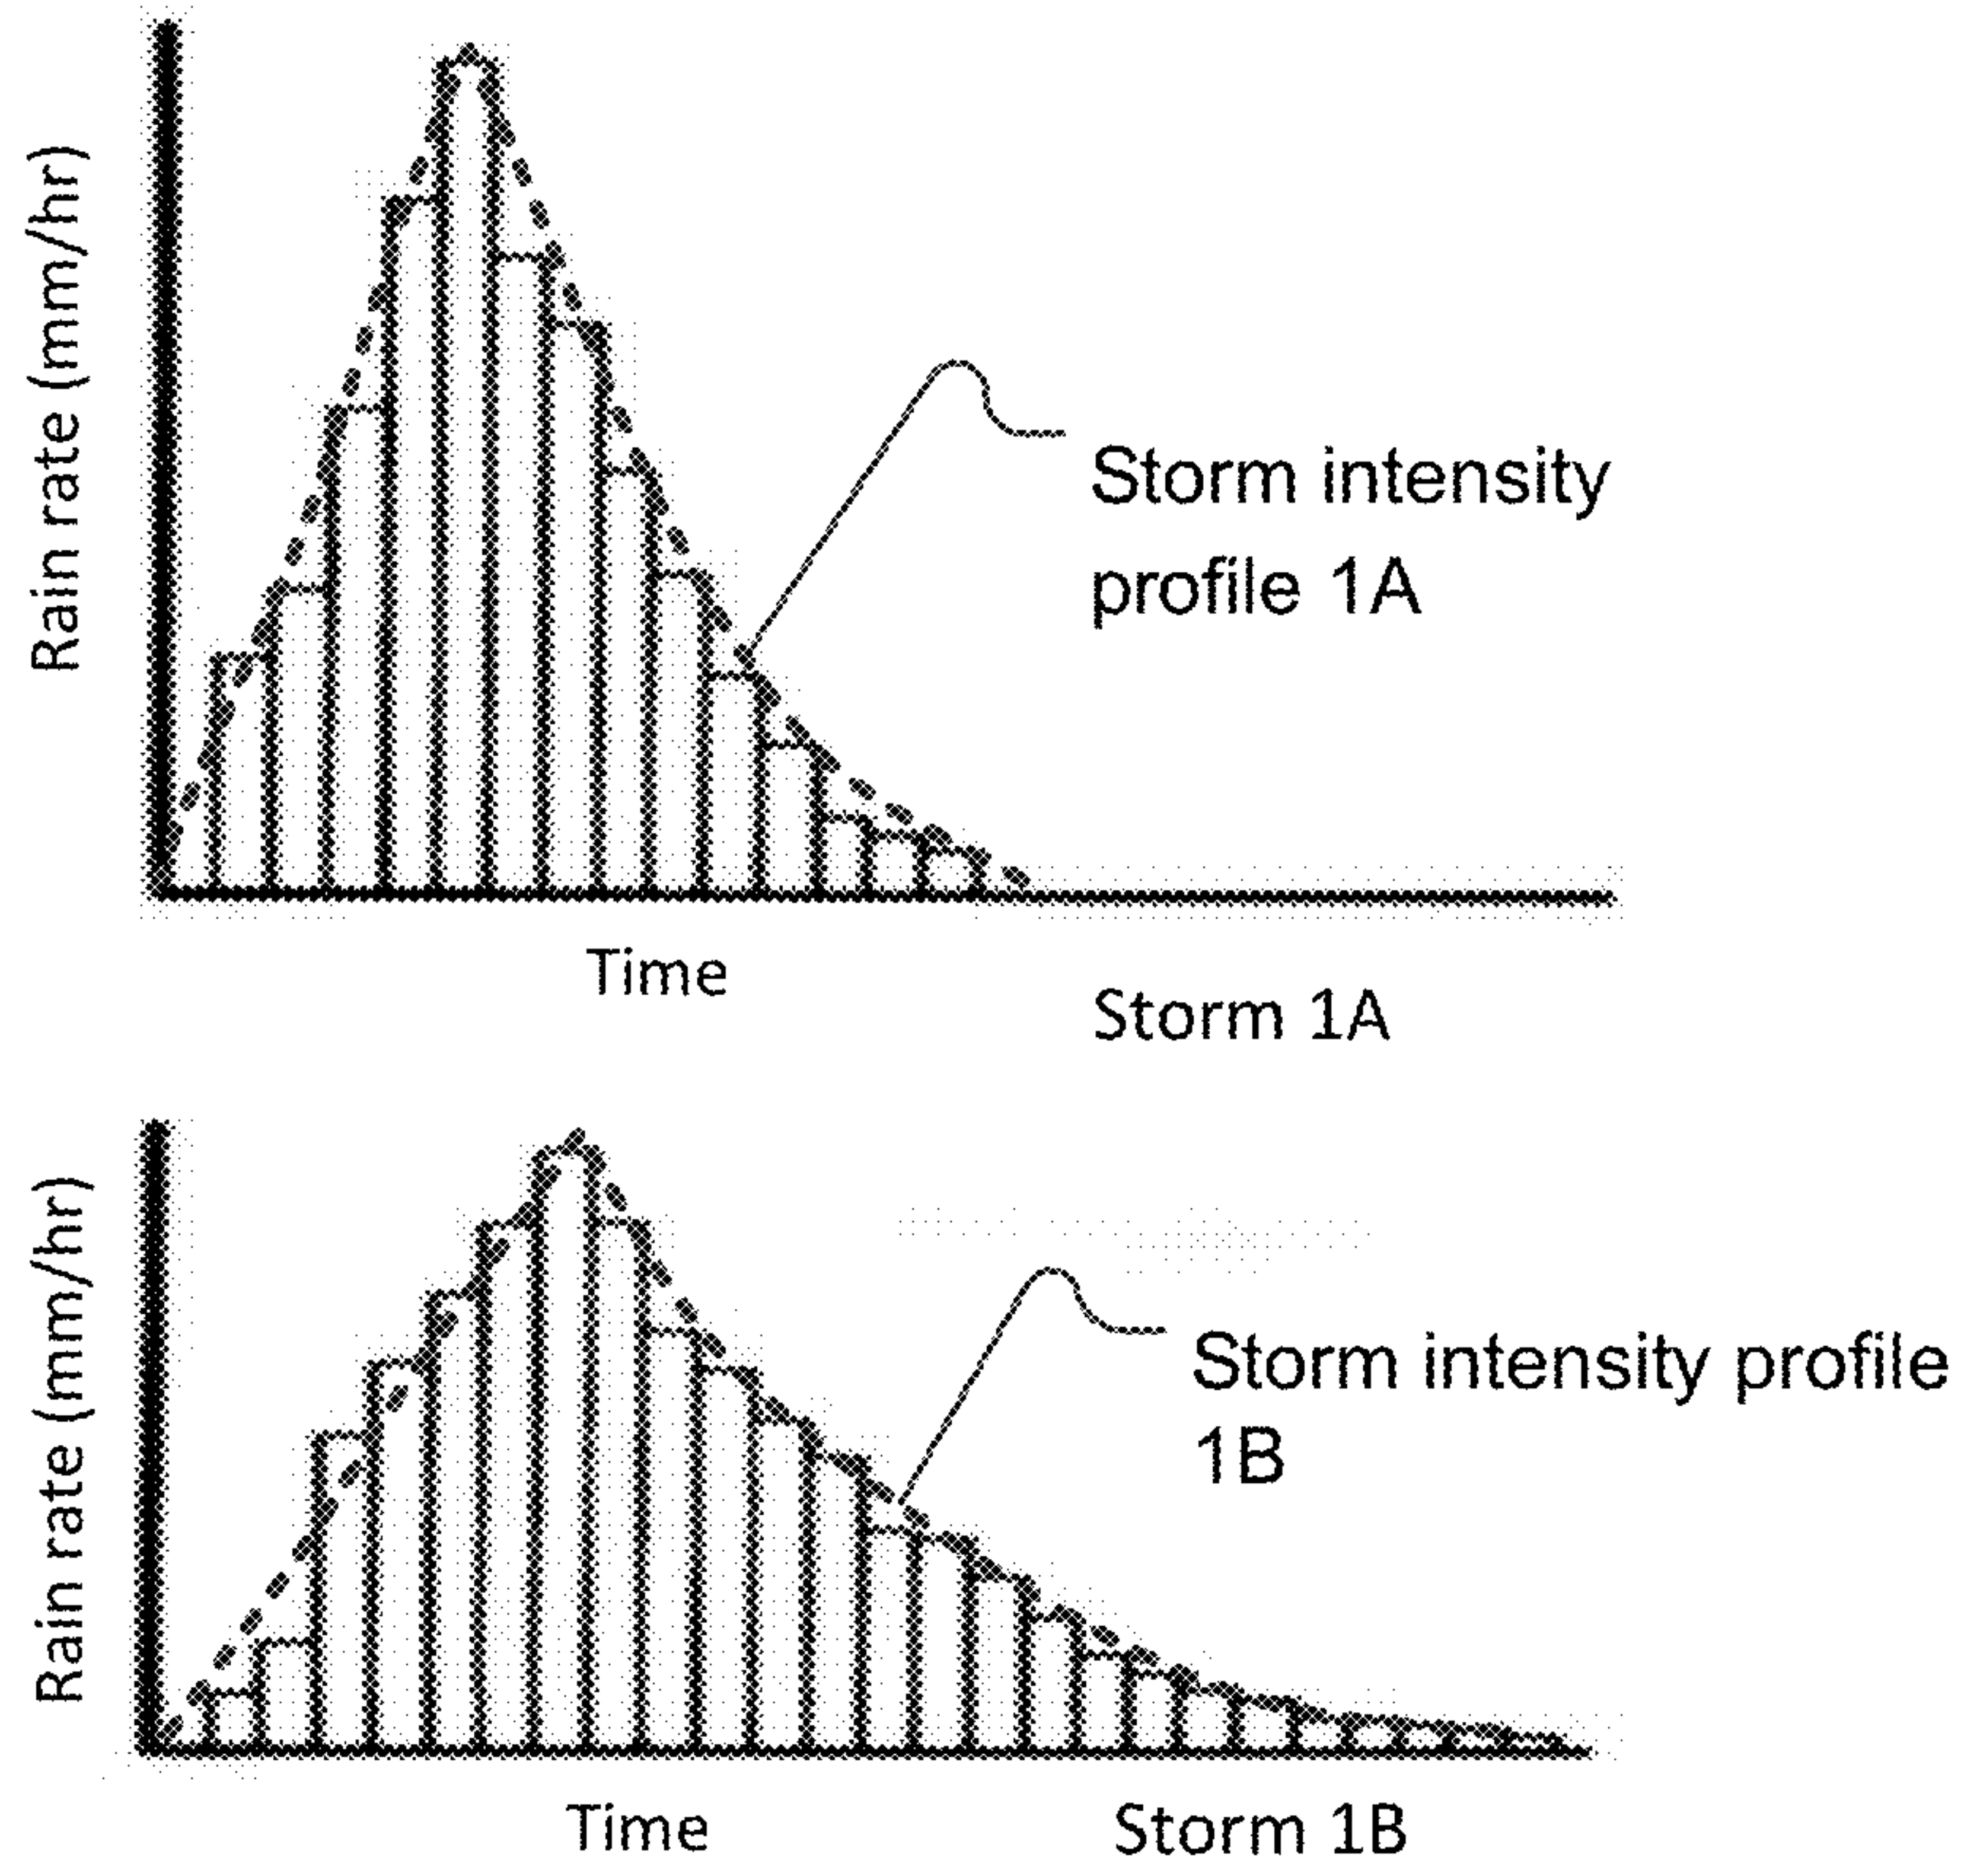 Rain rate (mm/hr)
Storm intensity
profile 1A
Time
Storm 1A
Rain rate (mm/hr)
Storm intensity profile
1B
Time
Storm 1B